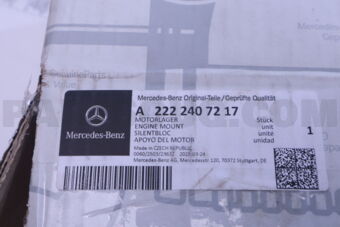 GenuineParts
Mercedes-Benz Original-Teile/Geprüfte Qualität
A 222 240 72 17
MOTORLAGER
ENGINE MOUNT
SILENTBLOC
APOYO DEL MOTOR
Stück
unit
unité
unidad
1
Made in CZECH REPUBLIC
Mercedes-Benz AG, Mercedesstr. 120, 70372 Stuttgart, DE
Mercedes-Benz